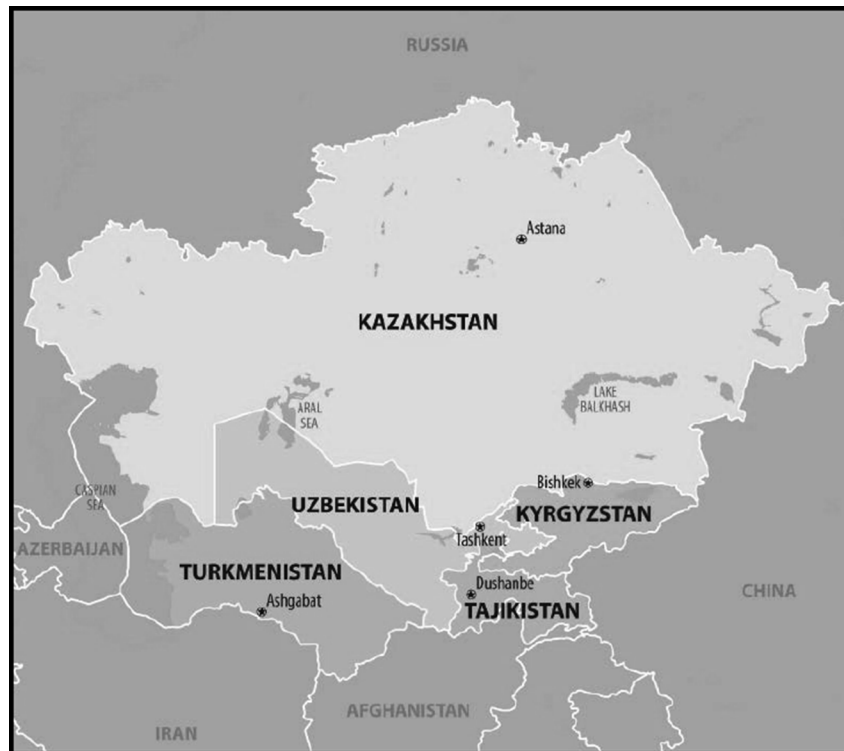 RUSSIA
Astana
KAZAKHSTAN
ARAL
SEA
LAKE
BALKHASH
CASPIAN
SEA
Bishkek
UZBEKISTAN
KYRGYZSTAN
Tashkent
AZERBAIJAN
TURKMENISTAN
Dushanbe
Ashgabat
TAJIKISTAN
CHINA
AFGHANISTAN
IRAN